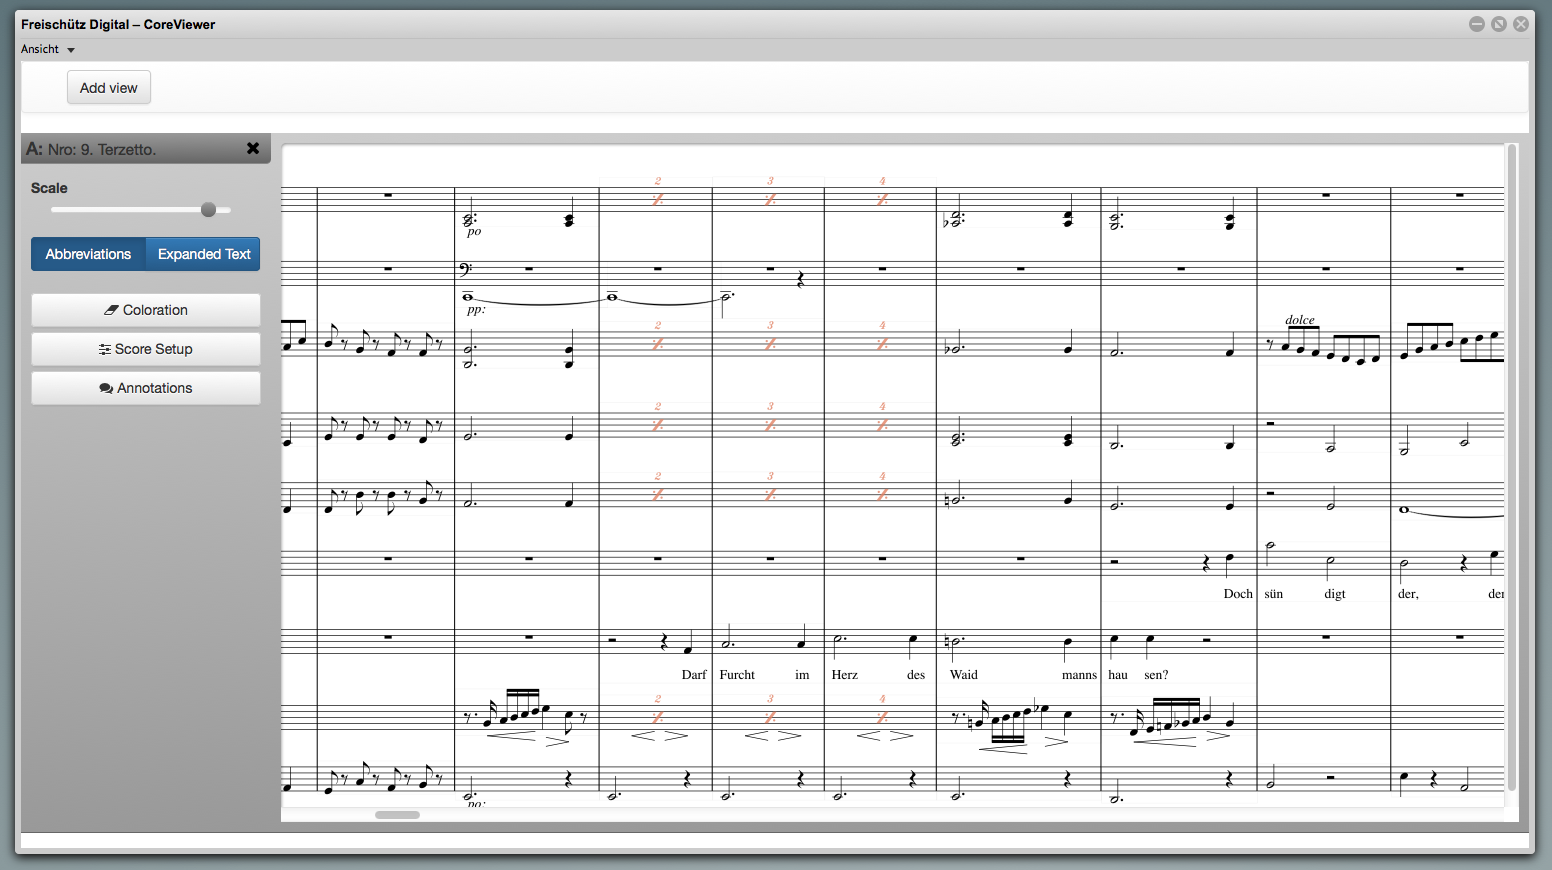 Freischütz Digital – CoreViewer
Ansicht
Add view
A: Nro: 9. Terzetto.
Scale
Abbreviations Expanded Text
Coloration
Score Setup
Annotations
2 3 4
po
pp:
2 3 4
dolce
2 3 4
2 3 4
Doch sün digt der, der
Darf Furcht im Herz des Waid manns hau sen?
2 3 4
po: